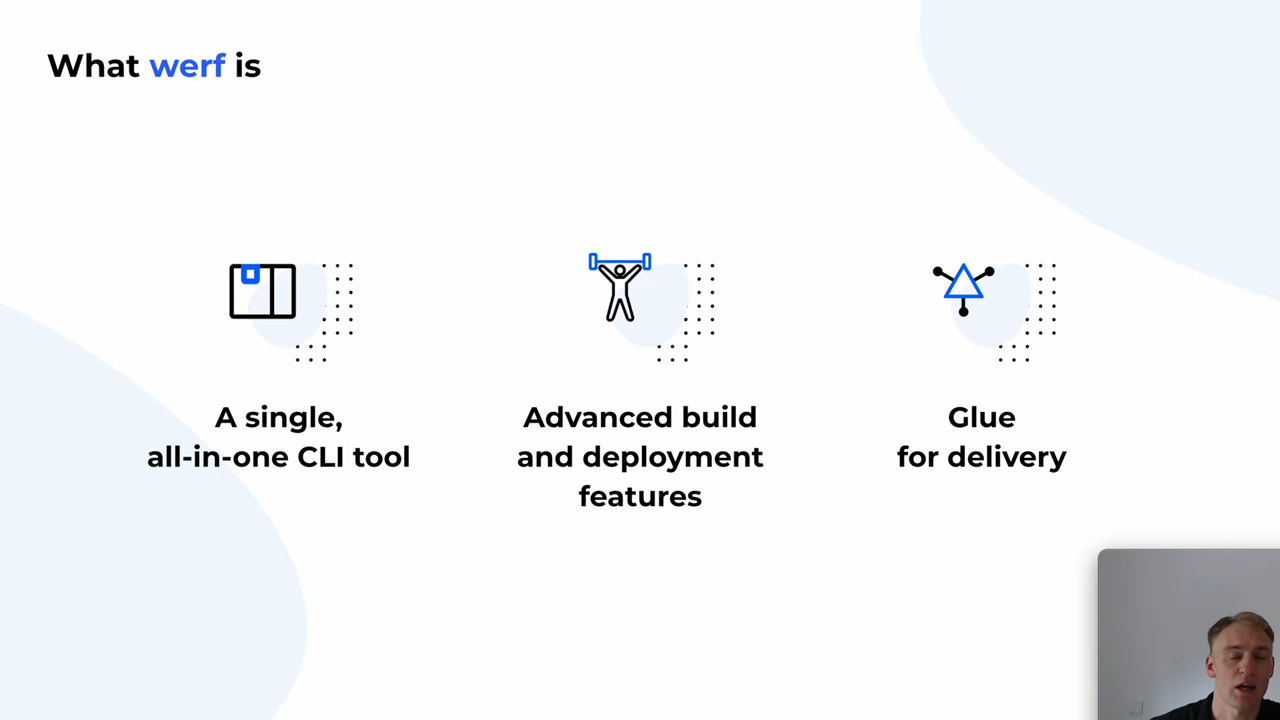 What werf is
A single,
all-in-one CLI tool
Advanced build
and deployment
features
Glue
for delivery